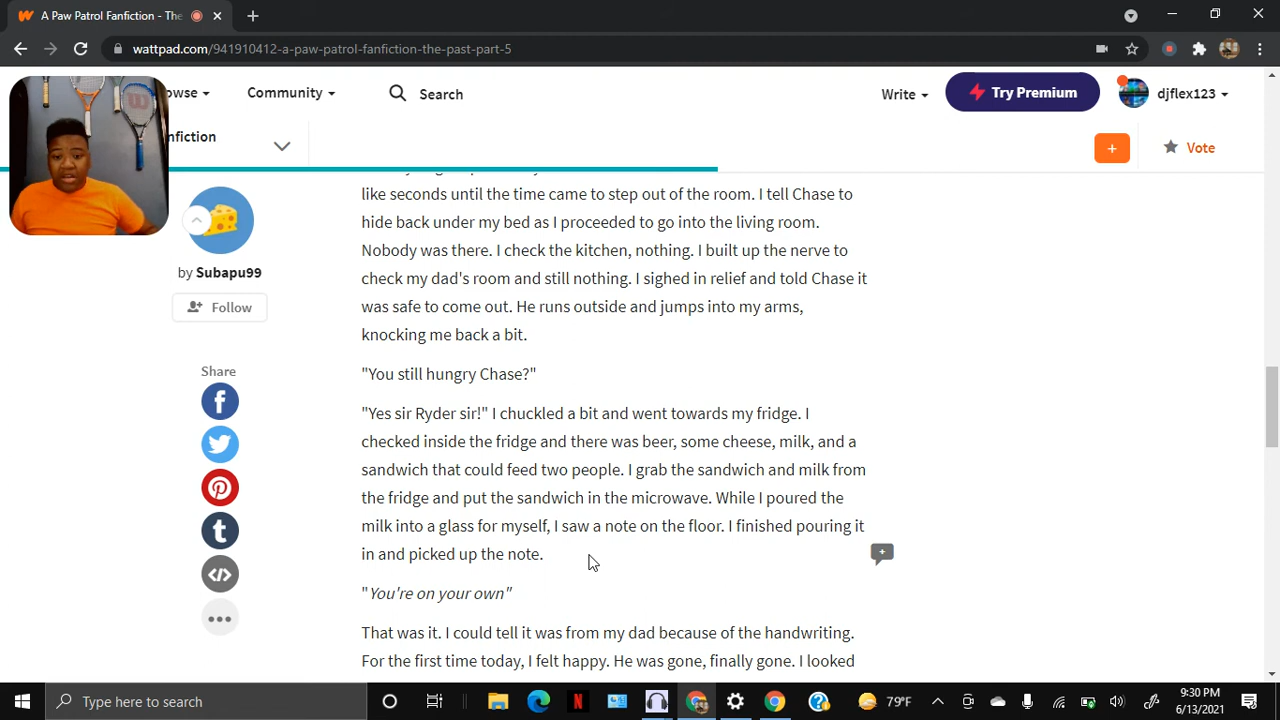 A Paw Patrol Fanfiction - The
wattpad.com/941910412-a-paw-patrol-fanfiction-the-past-part-5
owse
Community
Search
Write
Try Premium
djflex123
nfiction
+
Vote
like seconds until the time came to step out of the room. I tell Chase to
hide back under my bed as I proceeded to go into the living room.
Nobody was there. I check the kitchen, nothing. I built up the nerve to
check my dad's room and still nothing. I sighed in relief and told Chase it
was safe to come out. He runs outside and jumps into my arms,
knocking me back a bit.
by Subapu99
Follow
Share
"You still hungry Chase?"
"Yes sir Ryder sir!" I chuckled a bit and went towards my fridge. I
checked inside the fridge and there was beer, some cheese, milk, and a
sandwich that could feed two people. I grab the sandwich and milk from
the fridge and put the sandwich in the microwave. While I poured the
milk into a glass for myself, I saw a note on the floor. I finished pouring it
in and picked up the note.
"You're on your own"
That was it. I could tell it was from my dad because of the handwriting.
For the first time today, I felt happy. He was gone, finally gone. I looked
Type here to search
79°F
9:30 PM
6/13/2021